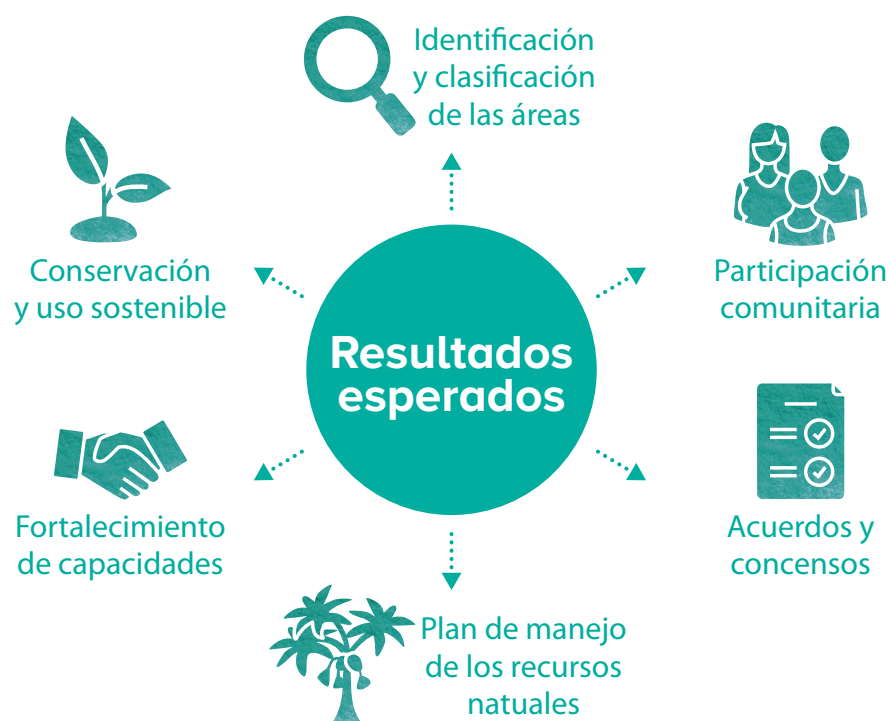 Identificación
y clasificación
de las áreas
Participación
comunitaria
Acuerdos y
concensos
Plan de manejo
de los recursos
natuales
Fortalecimiento
de capacidades
Conservación
y uso sostenible
Resultados
esperados